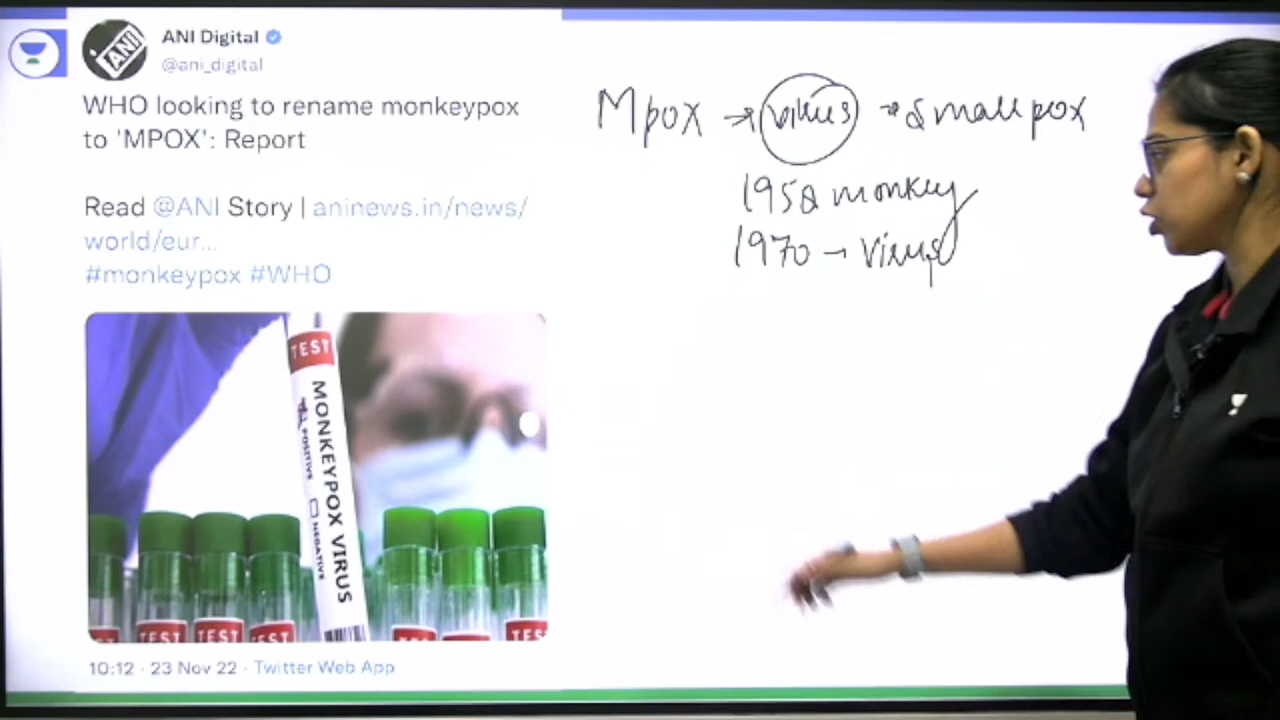 ANI
ANI Digital
@ani_digital
WHO looking to rename monkeypox
to 'MPOX': Report
Read @ANI Story | aninews.in/news/
world/eur...
#monkeypox #WHO
TEST
MONKEYPOX VIRUS
POSITIVE
NEGATIVE
TEST
TEST
TEST
TEST
10:12 · 23 Nov 22 · Twitter Web App
Mpox → virus → Smallpox
1958 monkey
1970 → Virus